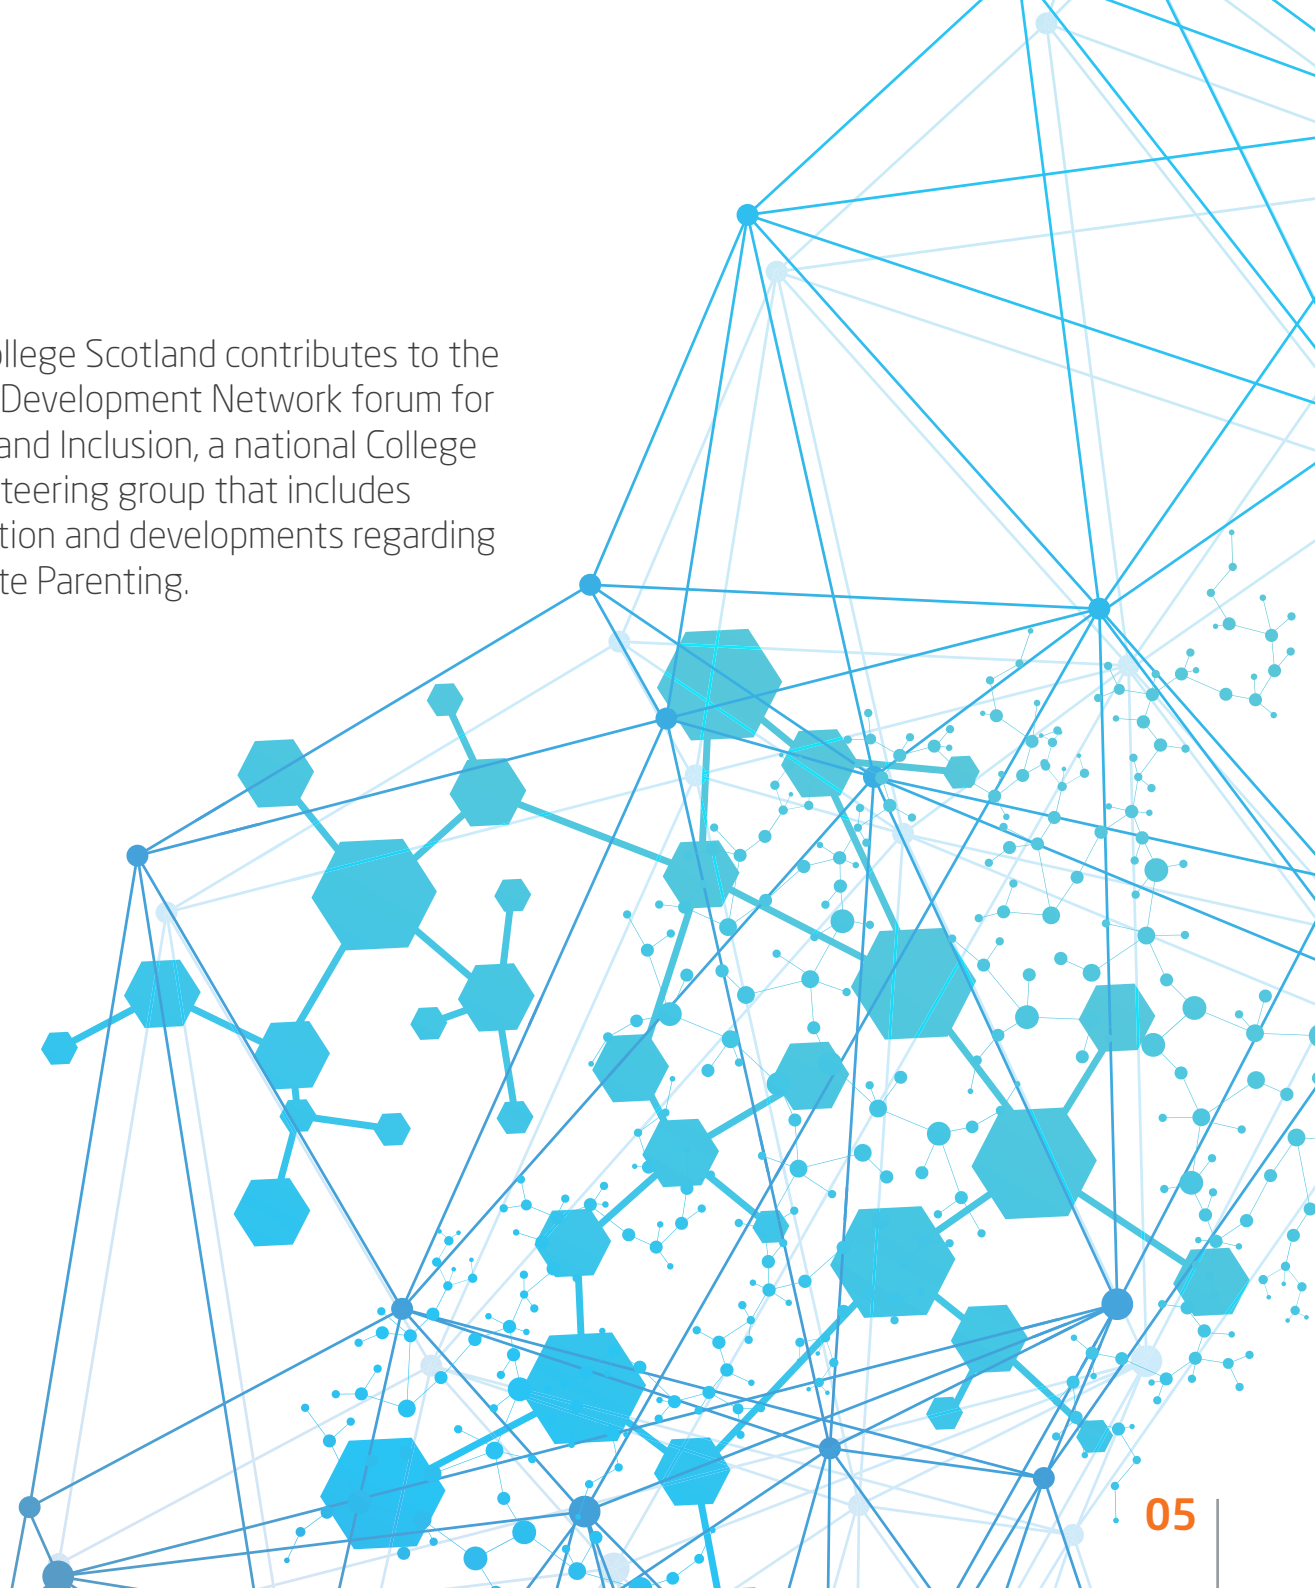 ollege Scotland contributes to the
Development Network forum for
and Inclusion, a national College
teering group that includes
tion and developments regarding
te Parenting.
05